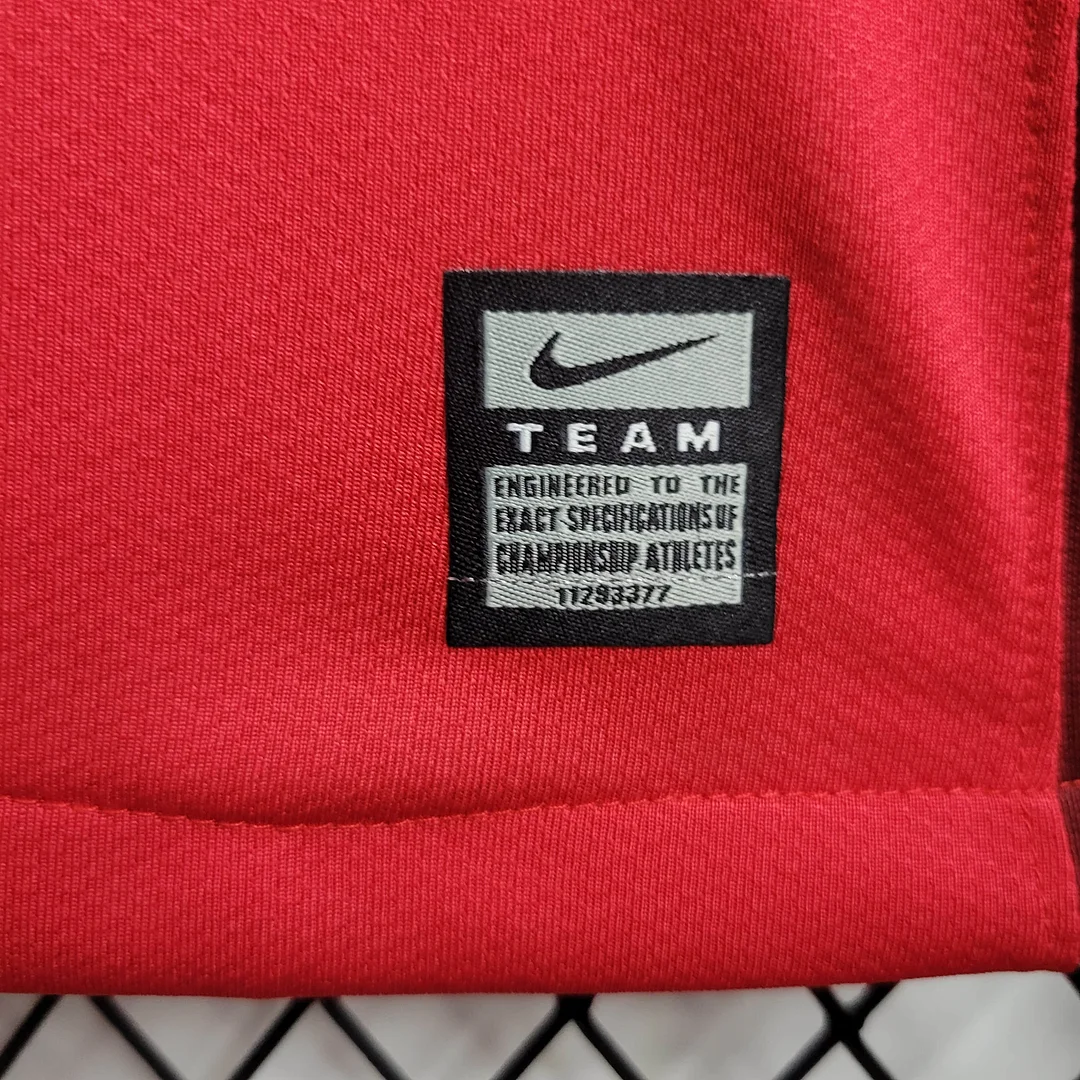 TEAM
ENGINEERED TO THE
EXACT SPECIFICATIONS OF
CHAMPIONSHIP ATHLETES
11293377